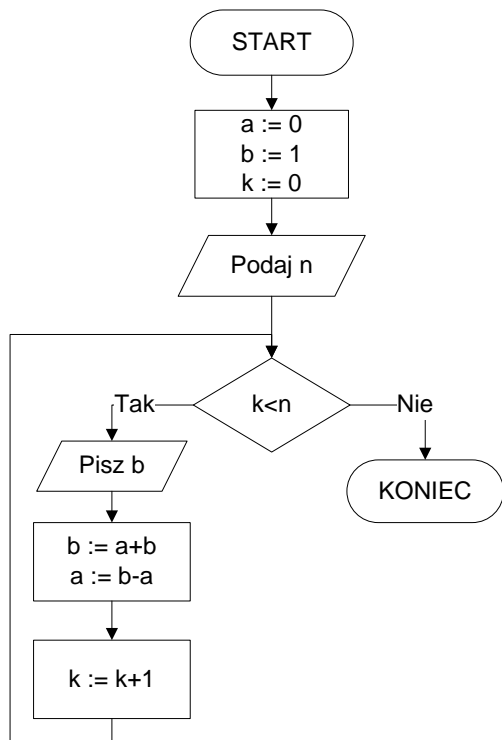 START
a := 0
b := 1
k := 0
Podaj n
k<n
Tak
Nie
Pisz b
KONIEC
b := a+b
a := b-a
k := k+1